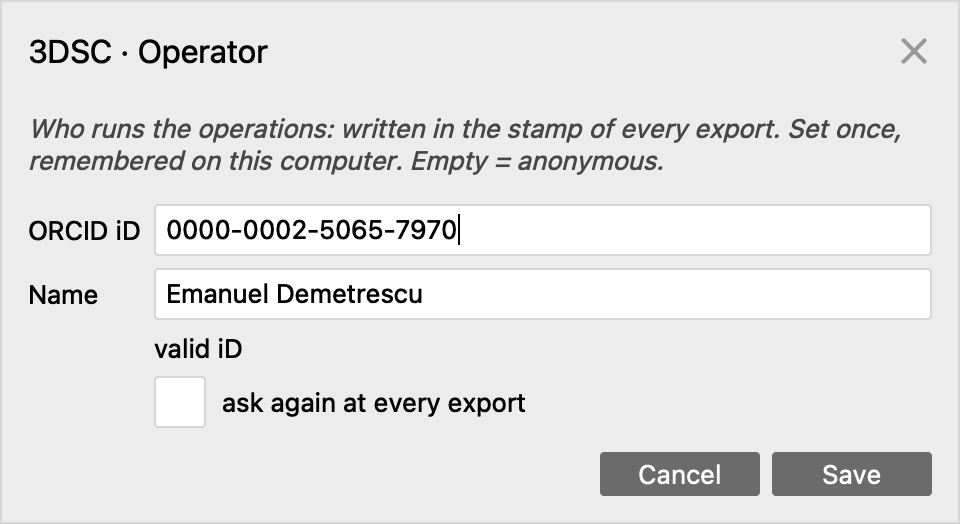 3DSC · Operator
Who runs the operations: written in the stamp of every export. Set once,
remembered on this computer. Empty = anonymous.
ORCID iD 0000-0002-5065-7970
Name Emanuel Demetrescu
valid iD
ask again at every export
Cancel Save